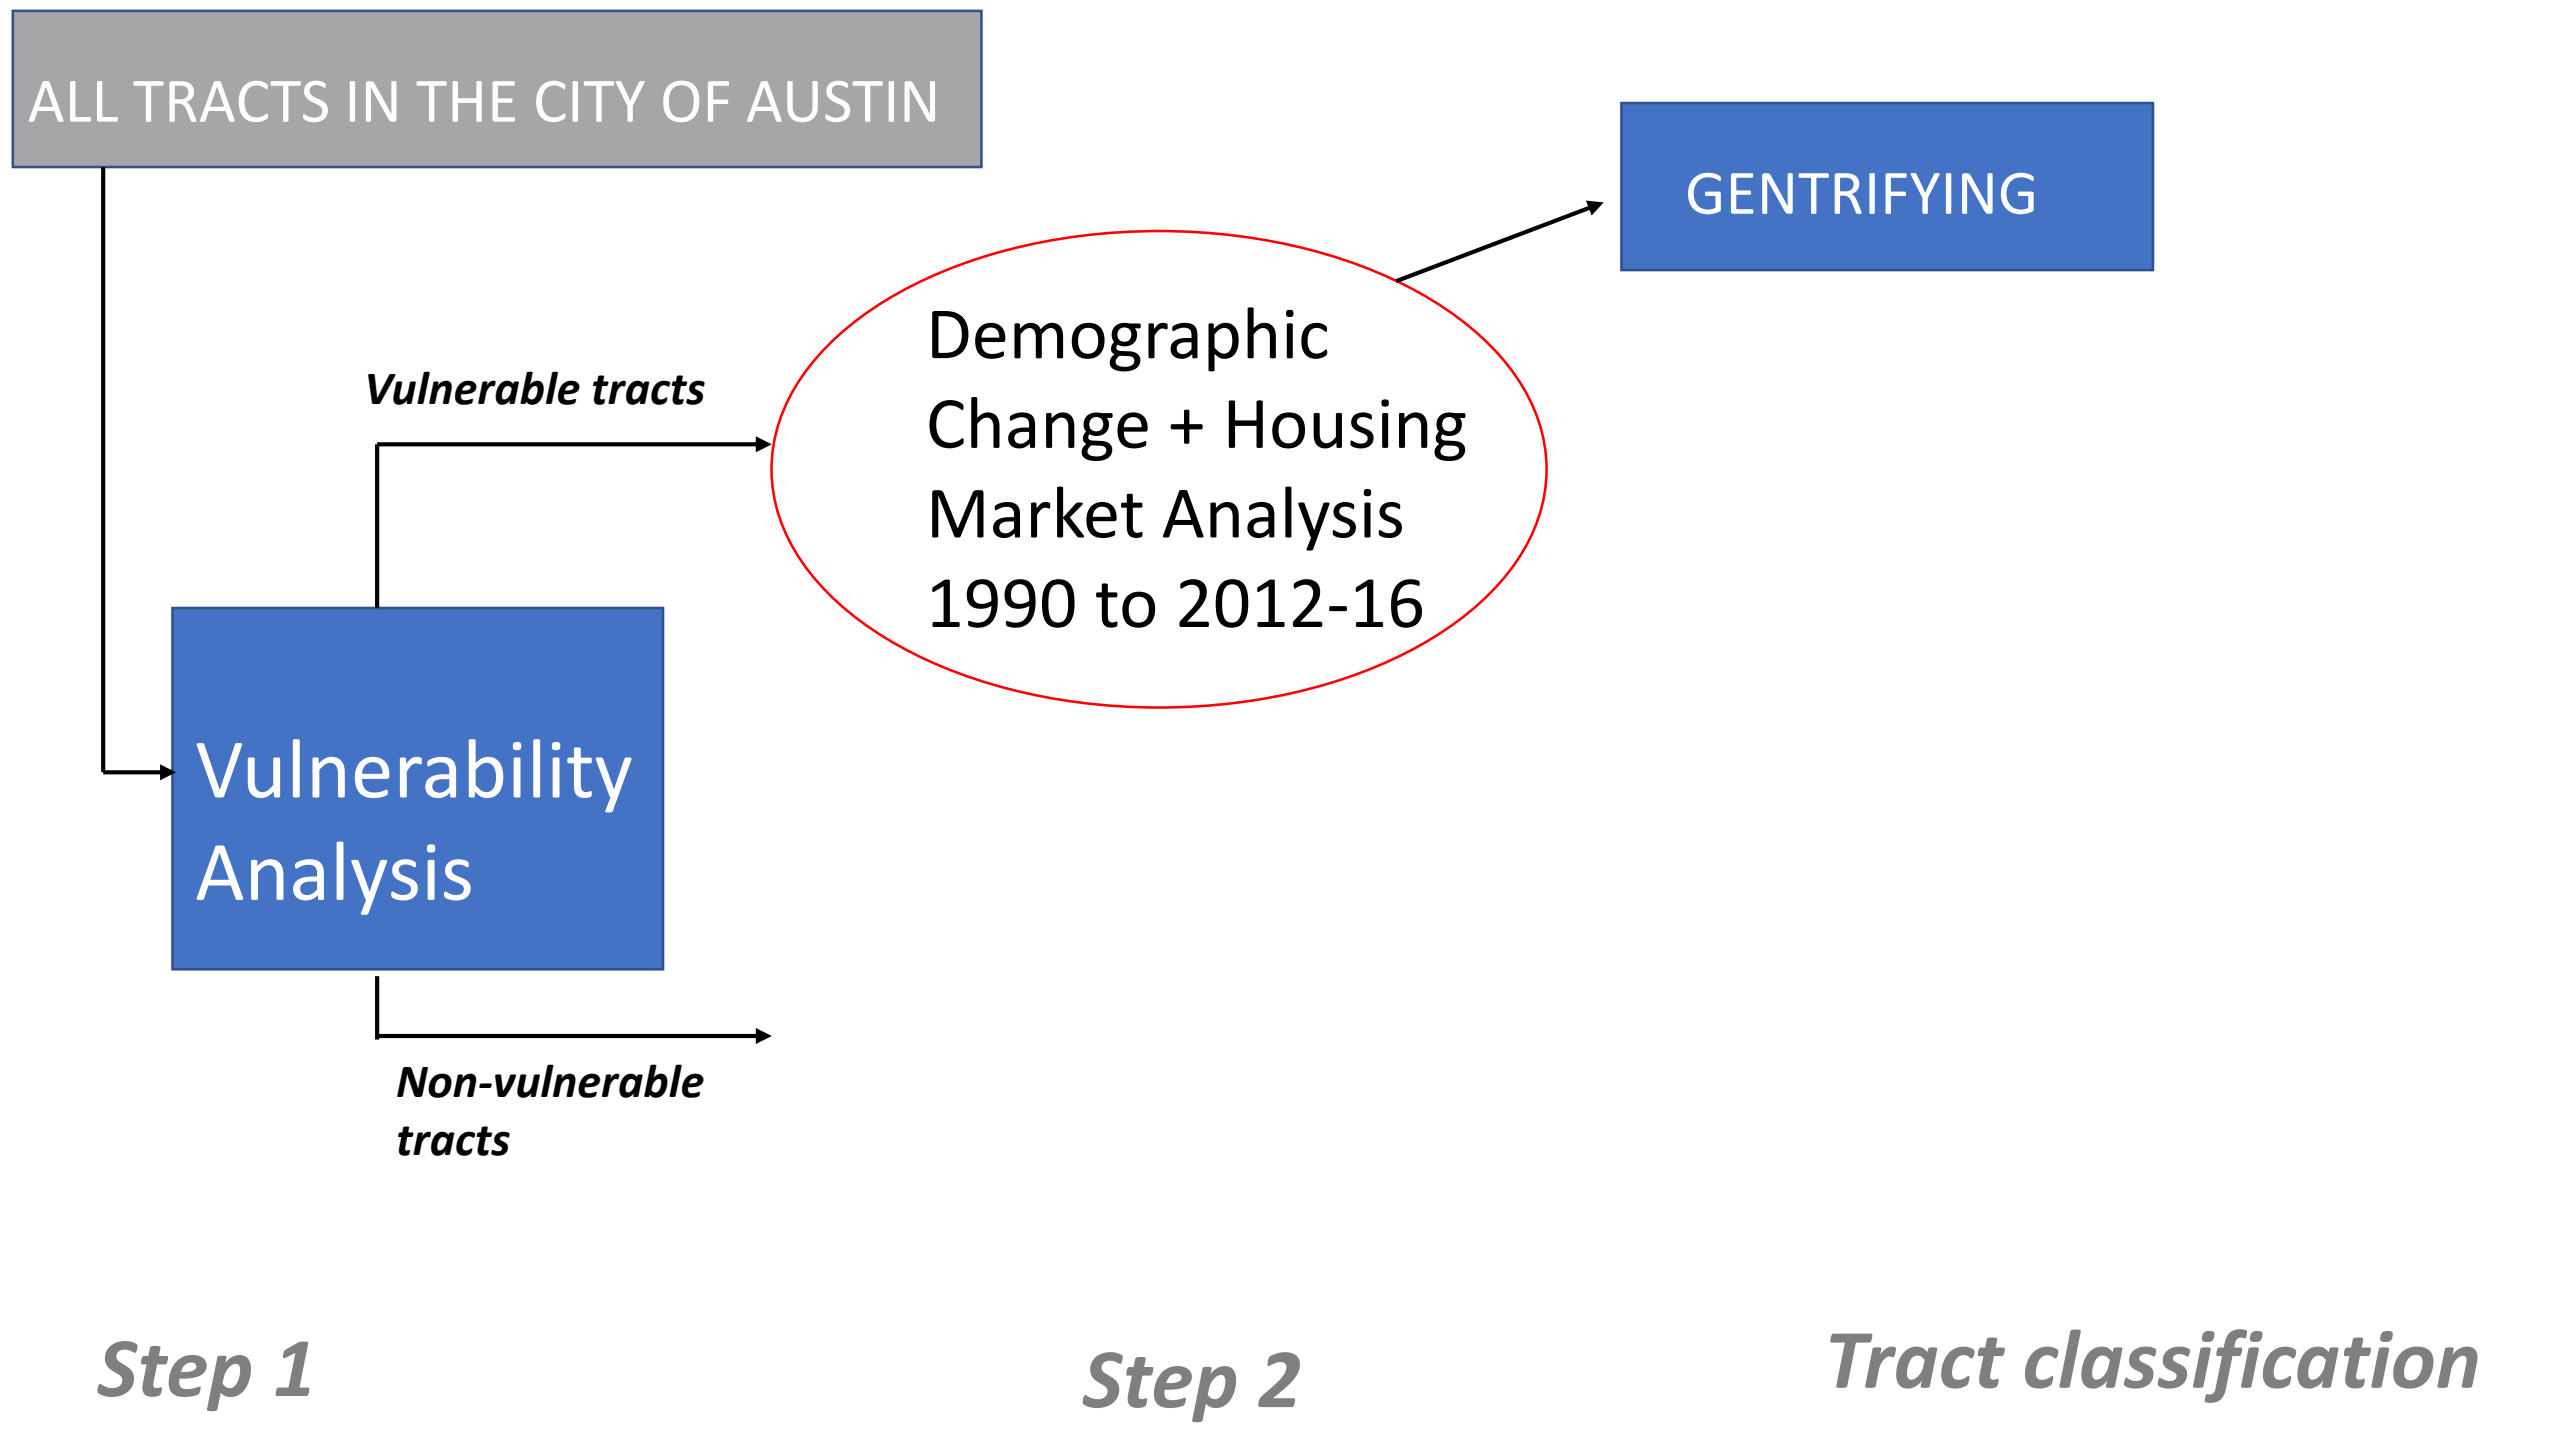 ALL TRACTS IN THE CITY OF AUSTIN
GENTRIFYING
Vulnerable tracts
Demographic
Change + Housing
Market Analysis
1990 to 2012-16
Vulnerability
Analysis
Non-vulnerable
tracts
Step 1
Step 2
Tract classification